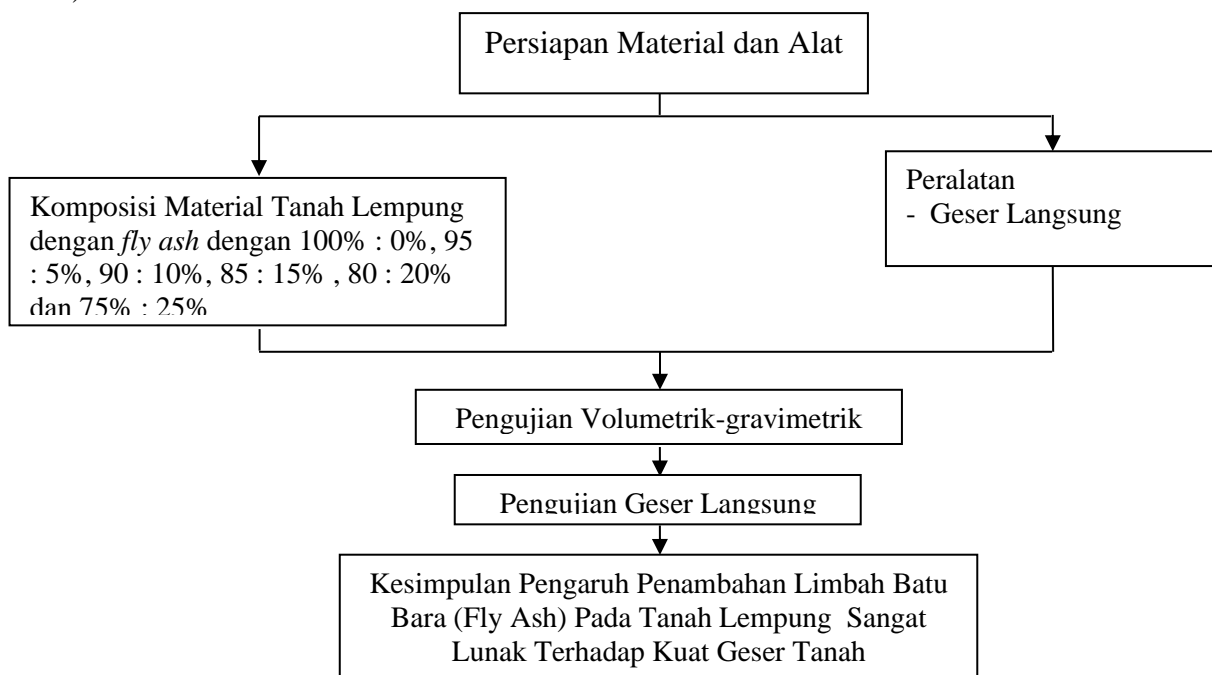 Persiapan Material dan Alat
Komposisi Material Tanah Lempung
dengan fly ash dengan 100% : 0%, 95
: 5%, 90 : 10%, 85 : 15% , 80 : 20%
dan 75% : 25%
Peralatan
- Geser Langsung
Pengujian Volumetrik-gravimetrik
Pengujian Geser Langsung
Kesimpulan Pengaruh Penambahan Limbah Batu
Bara (Fly Ash) Pada Tanah Lempung Sangat
Lunak Terhadap Kuat Geser Tanah